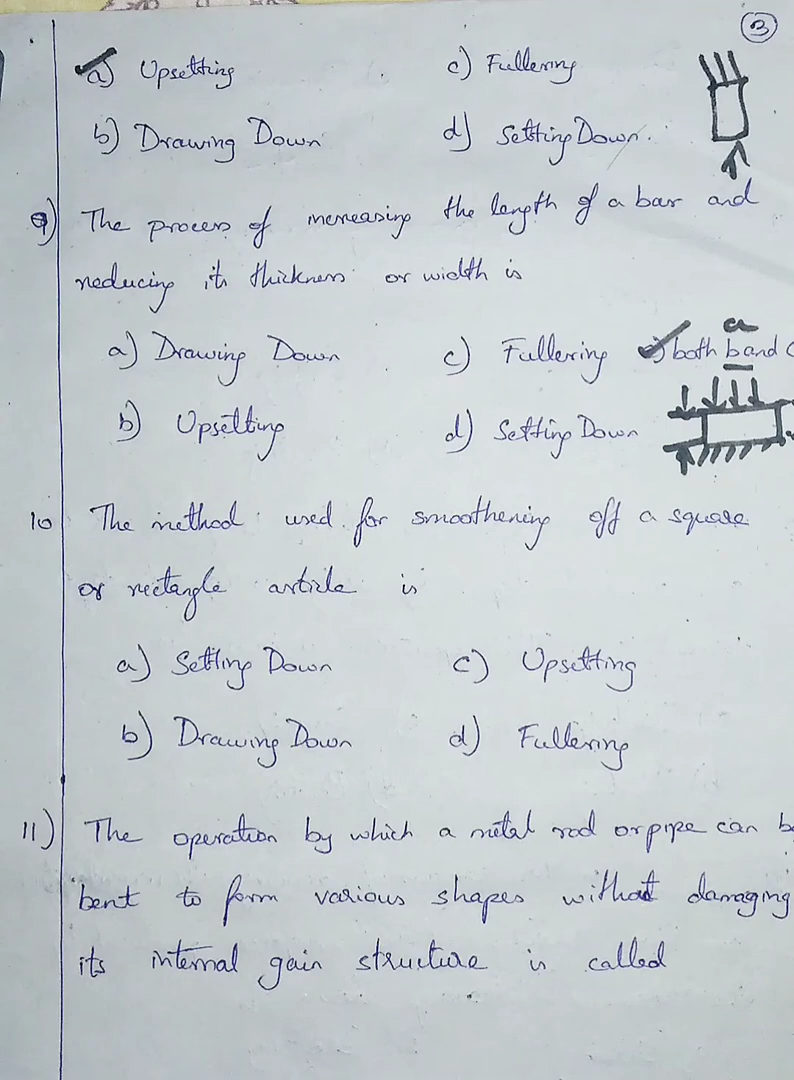 3
a) Upsetting c) Fullering
b) Drawing Down d) Setting Down.
9) The process of increasing the length of a bar and
reducing its thickness or width is
a
a) Drawing Down c) Fullering e) both b and c
b) Upsetting d) Setting Down
10 The method used for smoothening off a square
or rectangle article is
a) Setting Down c) Upsetting
b) Drawing Down d) Fullering
11) The operation by which a metal rod or pipe can be
bent to form various shapes without damaging
its internal gain structure is called